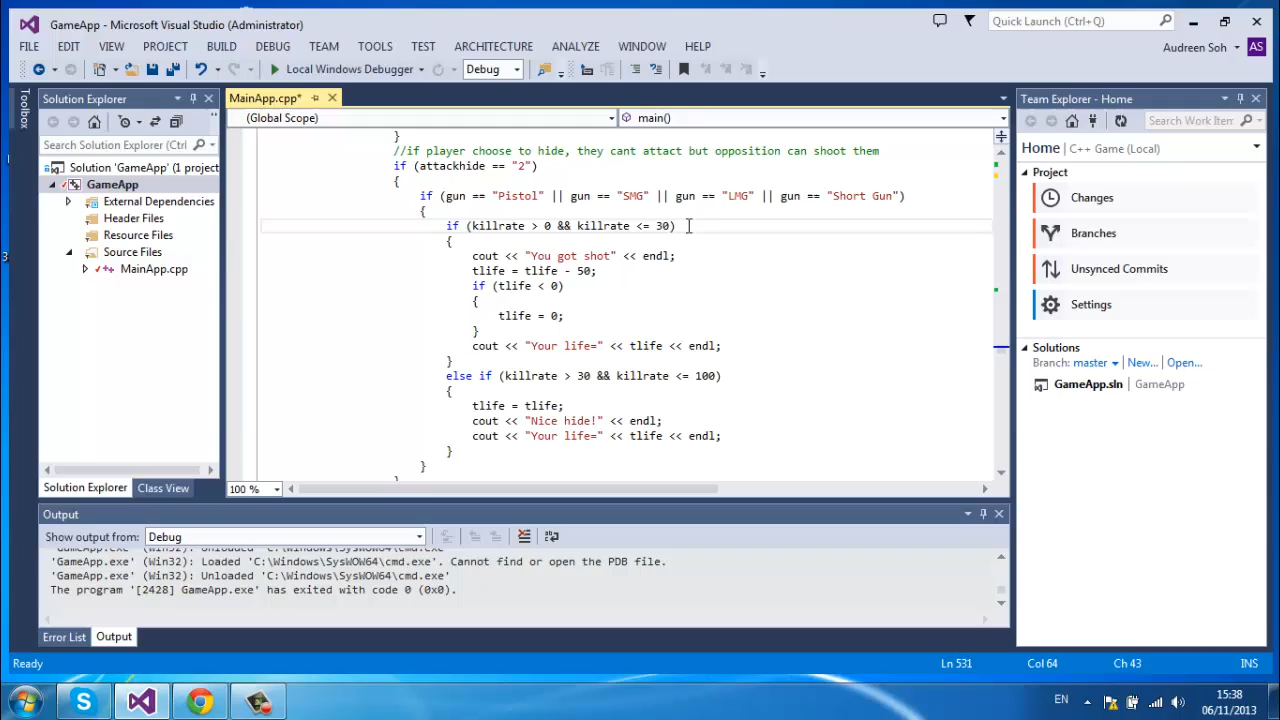 GameApp - Microsoft Visual Studio (Administrator)
Quick Launch (Ctrl+Q)
FILE EDIT VIEW PROJECT BUILD DEBUG TEAM TOOLS TEST ARCHITECTURE ANALYZE WINDOW HELP
Audreen Soh AS
Local Windows Debugger Debug
Toolbox
Solution Explorer
Search Solution Explorer (Ctrl
Solution 'GameApp' (1 project
GameApp
External Dependencies
Header Files
Resource Files
Source Files
MainApp.cpp
Solution Explorer Class View
MainApp.cpp*
(Global Scope) main()
}
//if player choose to hide, they cant attact but opposition can shoot them
if (attackhide == "2")
{
if (gun == "Pistol" || gun == "SMG" || gun == "LMG" || gun == "Short Gun")
{
if (killrate > 0 && killrate <= 30)
{
cout << "You got shot" << endl;
tlife = tlife - 50;
if (tlife < 0)
{
tlife = 0;
}
cout << "Your life=" << tlife << endl;
}
else if (killrate > 30 && killrate <= 100)
{
tlife = tlife;
cout << "Nice hide!" << endl;
cout << "Your life=" << tlife << endl;
}
}
100 %
Team Explorer - Home
Search Work Item
Home | C++ Game (Local)
Project
Changes
Branches
Unsynced Commits
Settings
Solutions
Branch: master New... Open...
GameApp.sln GameApp
Output
Show output from: Debug
'GameApp.exe' (Win32): Unloaded 'C:\Windows\SysWOW64\cmd.exe'
'GameApp.exe' (Win32): Loaded 'C:\Windows\SysWOW64\cmd.exe'. Cannot find or open the PDB file.
'GameApp.exe' (Win32): Unloaded 'C:\Windows\SysWOW64\cmd.exe'
The program '[2428] GameApp.exe' has exited with code 0 (0x0).
Error List Output
Ready Ln 531 Col 64 Ch 43 INS
EN 15:38
06/11/2013